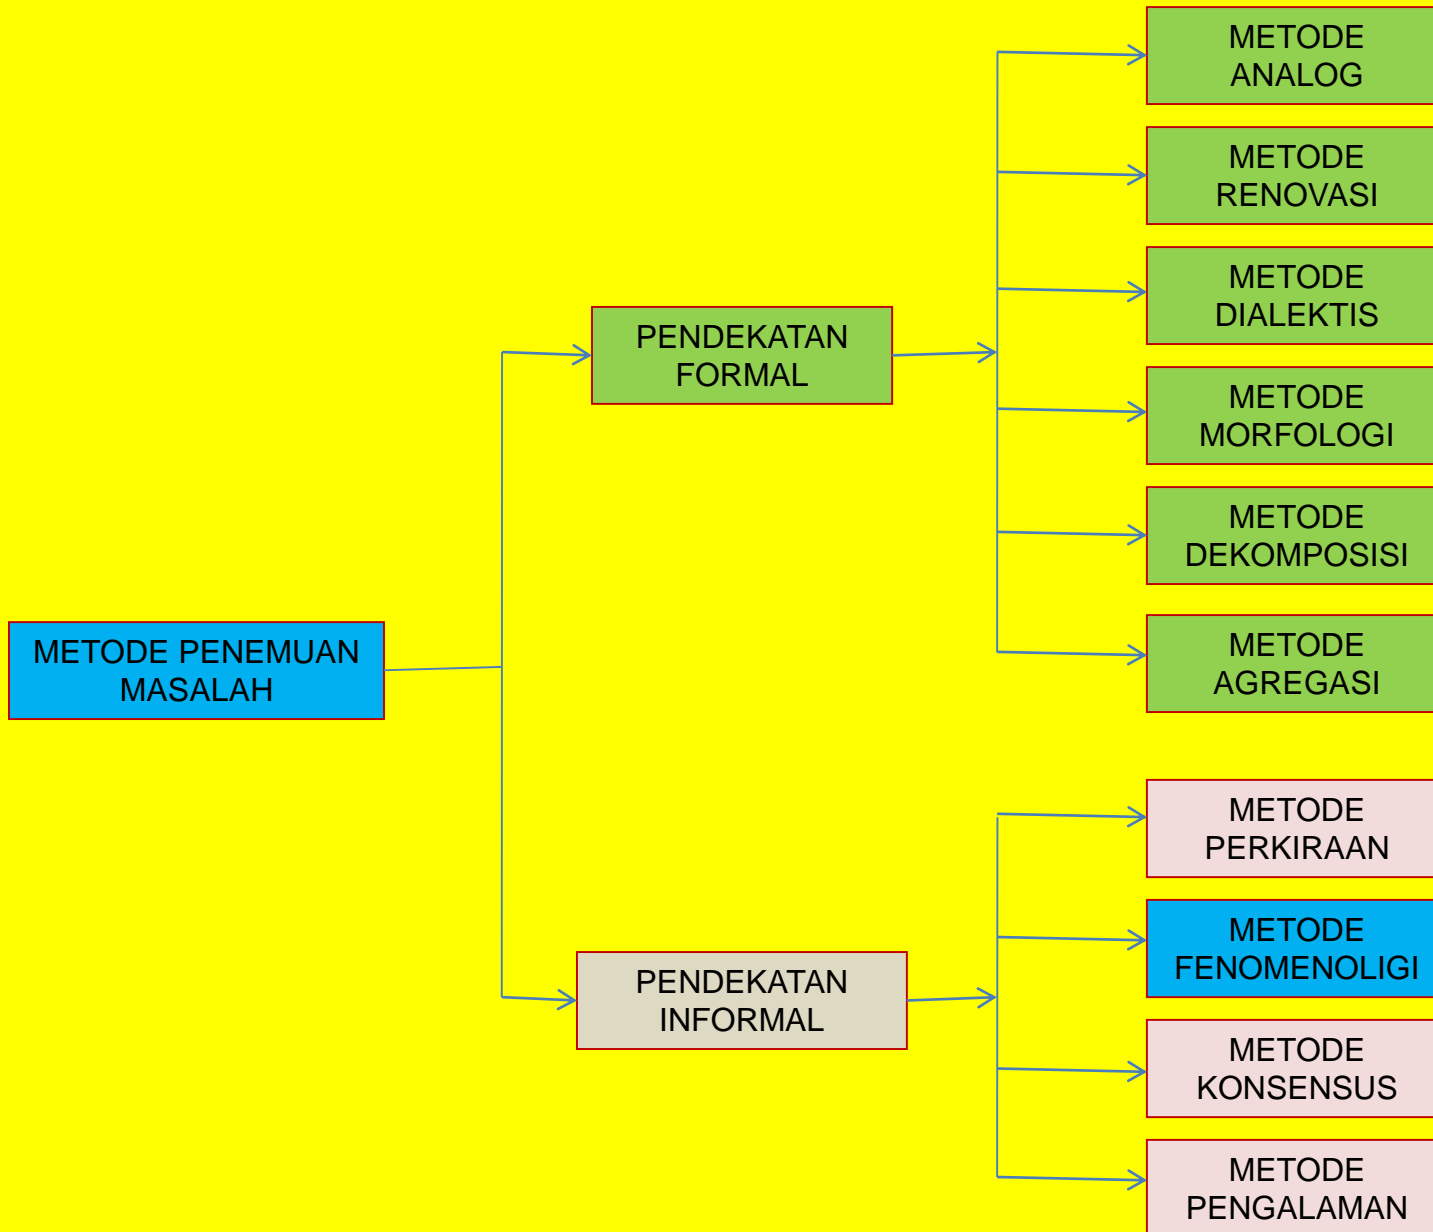 METODE
ANALOG
METODE
RENOVASI
METODE
DIALEKTIS
PENDEKATAN
FORMAL
METODE
MORFOLOGI
METODE
DEKOMPOSISI
METODE PENEMUAN
MASALAH
METODE
AGREGASI
METODE
PERKIRAAN
METODE
FENOMENOLIGI
PENDEKATAN
INFORMAL
METODE
KONSENSUS
METODE
PENGALAMAN